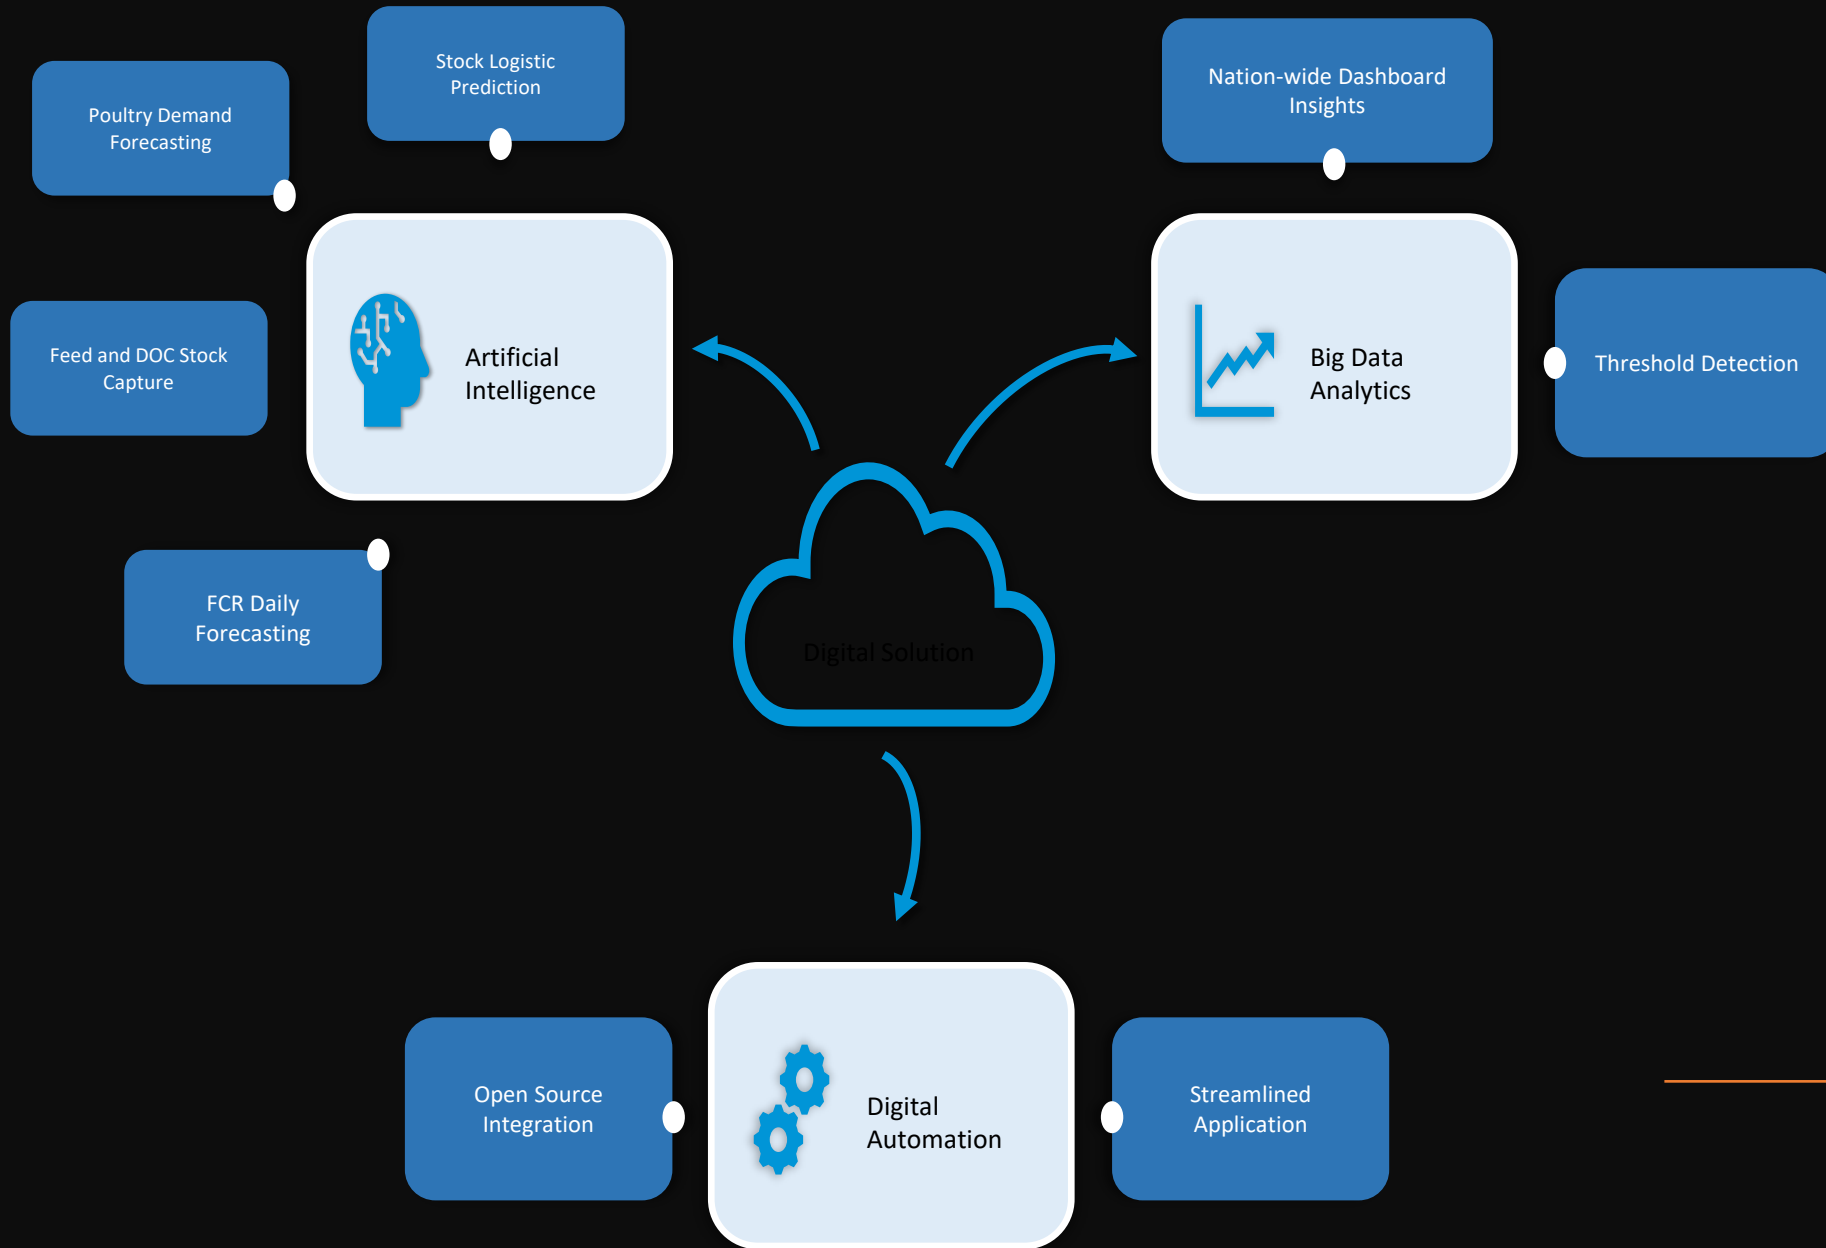 Stock Logistic
Prediction
Poultry Demand
Forecasting
Feed and DOC Stock
Capture
FCR Daily
Forecasting
Artificial
Intelligence
Nation-wide Dashboard
Insights
Big Data
Analytics
Threshold Detection
Digital Solution
Open Source
Integration
Digital
Automation
Streamlined
Application